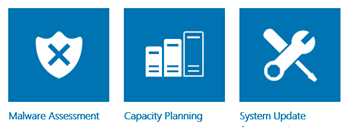 Malware Assessment
Capacity Planning
System Update